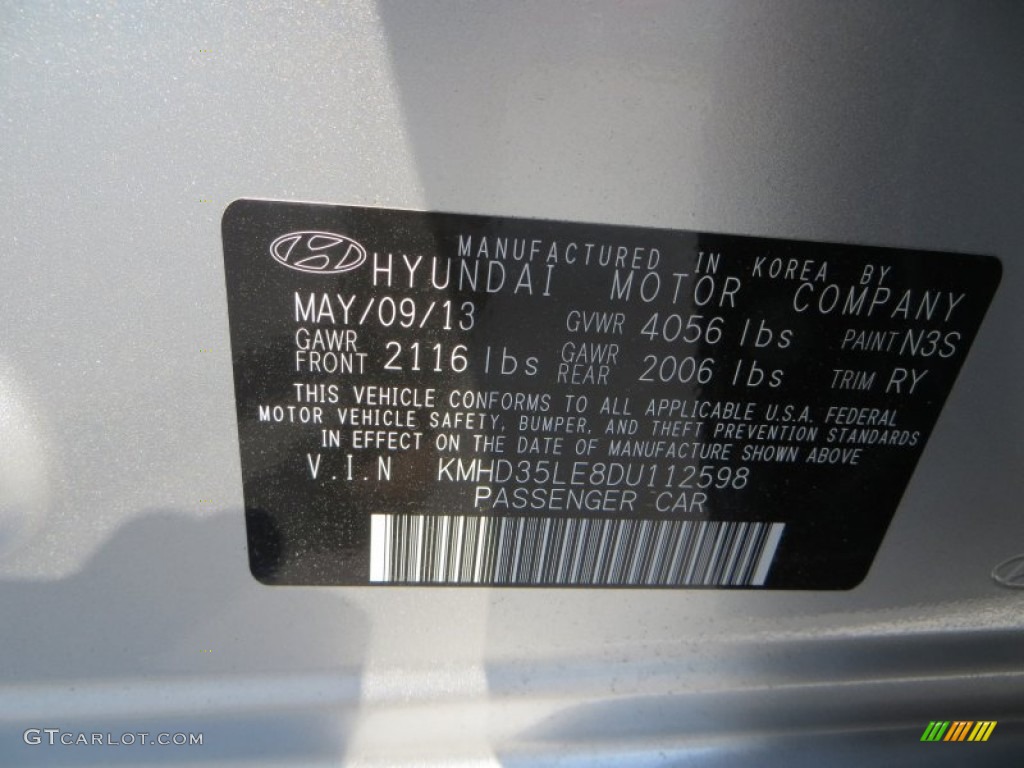 MANUFACTURED IN KOREA BY
HYUNDAI MOTOR COMPANY
MAY/09/13 GVWR 4056 lbs PAINT N3S
GAWR FRONT 2116 lbs GAWR REAR 2006 lbs TRIM RY
THIS VEHICLE CONFORMS TO ALL APPLICABLE U.S.A. FEDERAL
MOTOR VEHICLE SAFETY, BUMPER, AND THEFT PREVENTION STANDARDS
IN EFFECT ON THE DATE OF MANUFACTURE SHOWN ABOVE
V.I.N KMHD35LE8DU112598
PASSENGER CAR
GTCARLOT.COM